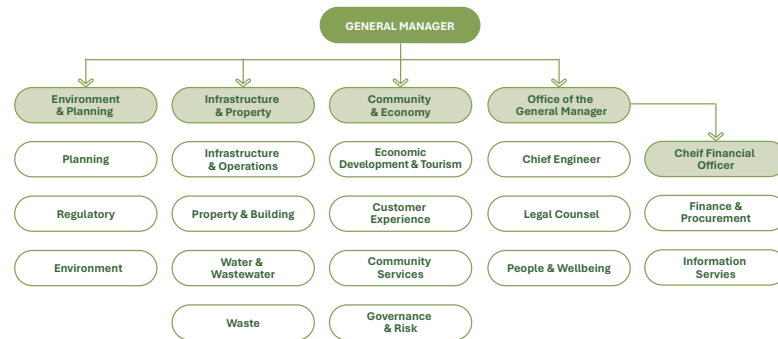 GENERAL MANAGER
Environment
& Planning
Infrastructure
& Property
Community
& Economy
Office of the
General Manager
Planning
Infrastructure
& Operations
Economic
Development & Tourism
Chief Engineer
Cheif Financial
Officer
Regulatory
Property & Building
Customer
Experience
Legal Counsel
Finance &
Procurement
Environment
Water &
Wastewater
Community
Services
People & Wellbeing
Information
Servies
Waste
Governance
& Risk